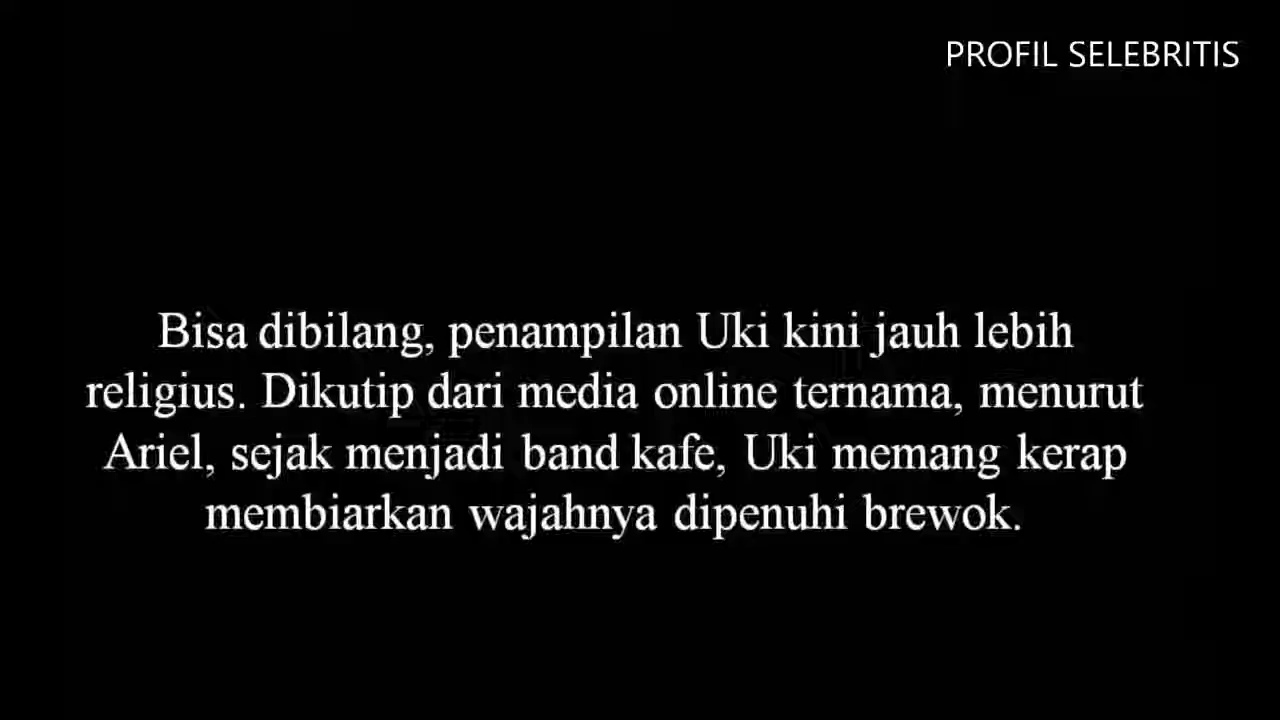 PROFIL SELEBRITIS
Bisa dibilang, penampilan Uki kini jauh lebih
religius. Dikutip dari media online ternama, menurut
Ariel, sejak menjadi band kafe, Uki memang kerap
membiarkan wajahnya dipenuhi brewok.